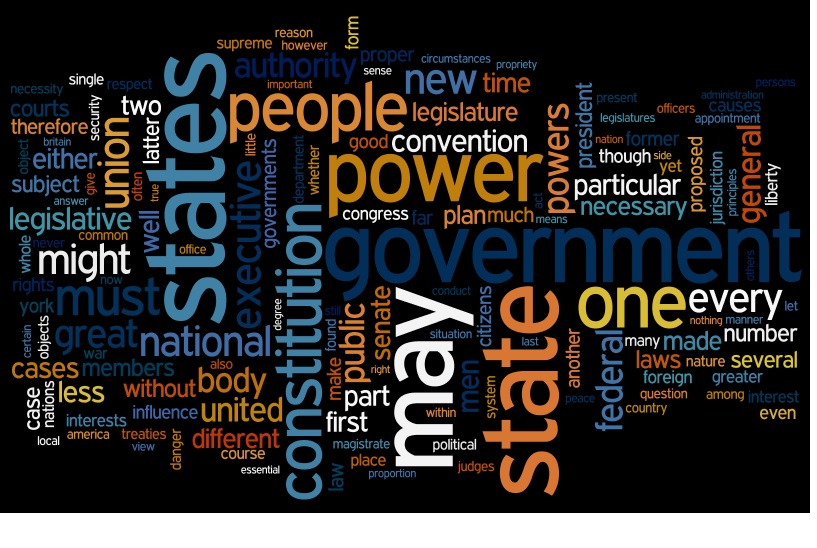 form
reason
supreme
however
authority
proper
circumstances
sense
propriety
necessity
single
respect
important
new
time
persons
courts
security
two
states
people
legislature
president
present
administration
officers
causes
therefore
latter
o
union
little
powers
legislatures
appointment
britain
object
either
good
convention
nation
former
general
governments
department
whether
power
though
side
yet
proposed
liberty
subject
give
often
true
particular
jurisdiction
principles
answer
legislative
well
executive
constitution
congress
far
plan
much
act
means
necessary
common
never
whole
might
office
government
others
now
rights
must
york
degree
still
public
senate
may
conduct
citizens
state
one
every
let
nothing
manner
certain
objects
great
national
found
situation
last
another
federal
many
made
number
war
also
cases
members
make
right
men
laws
nature
several
foreign
greater
case
nations
less
without
body
part
system
peace
question
among
interest
country
even
interests
influence
united
first
within
local
america
treaties
view
danger
different
course
magistrate
political
essential
law
place
proportion
judges